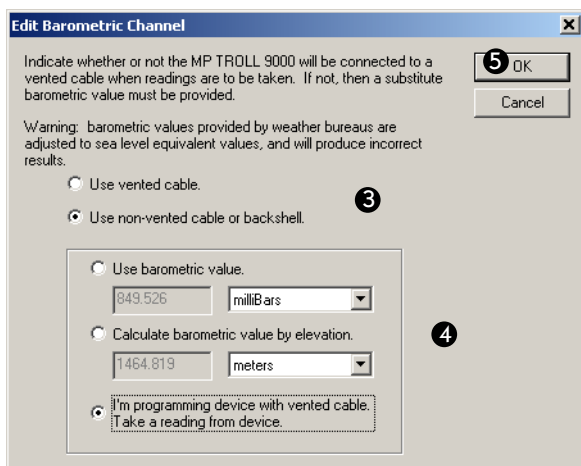 Edit Barometric Channel
Indicate whether or not the MP TROLL 9000 will be connected to a
vented cable when readings are to be taken. If not, then a substitute
barometric value must be provided.
5 OK
Cancel
Warning: barometric values provided by weather bureaus are
adjusted to sea level equivalent values, and will produce incorrect
results.
Use vented cable.
3
Use non-vented cable or backshell.
Use barometric value.
849.526 milliBars
Calculate barometric value by elevation.
4
1464.819 meters
I'm programming device with vented cable.
Take a reading from device.